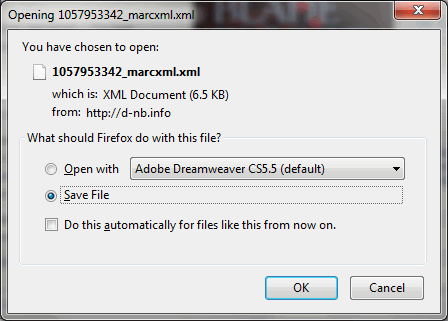 Opening 1057953342_marcxml.xml
You have chosen to open:
1057953342_marcxml.xml
which is: XML Document (6.5 KB)
from: http://d-nb.info
What should Firefox do with this file?
Open with Adobe Dreamweaver CS5.5 (default)
Save File
Do this automatically for files like this from now on.
OK Cancel